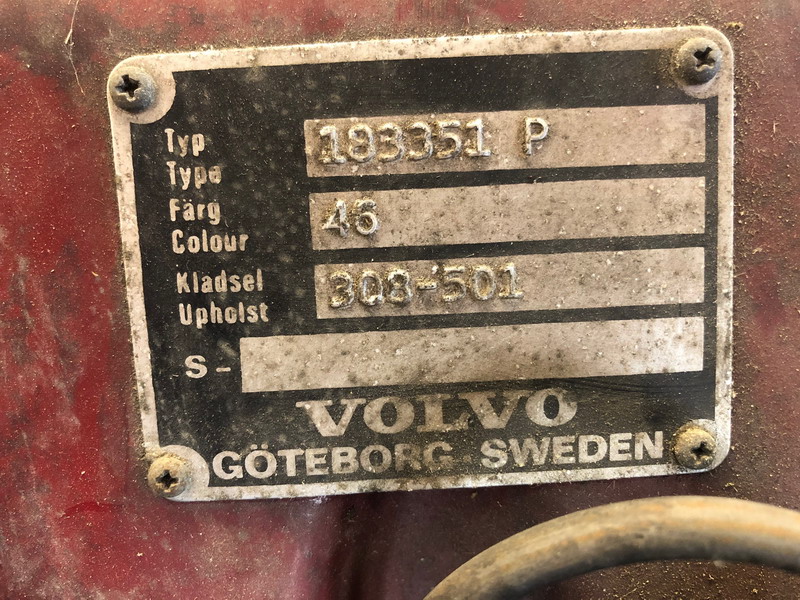 Typ
Type
183351 P
Färg
Colour
46
Klädsel
Upholst
308-501
S-
VOLVO
GÖTEBORG-SWEDEN